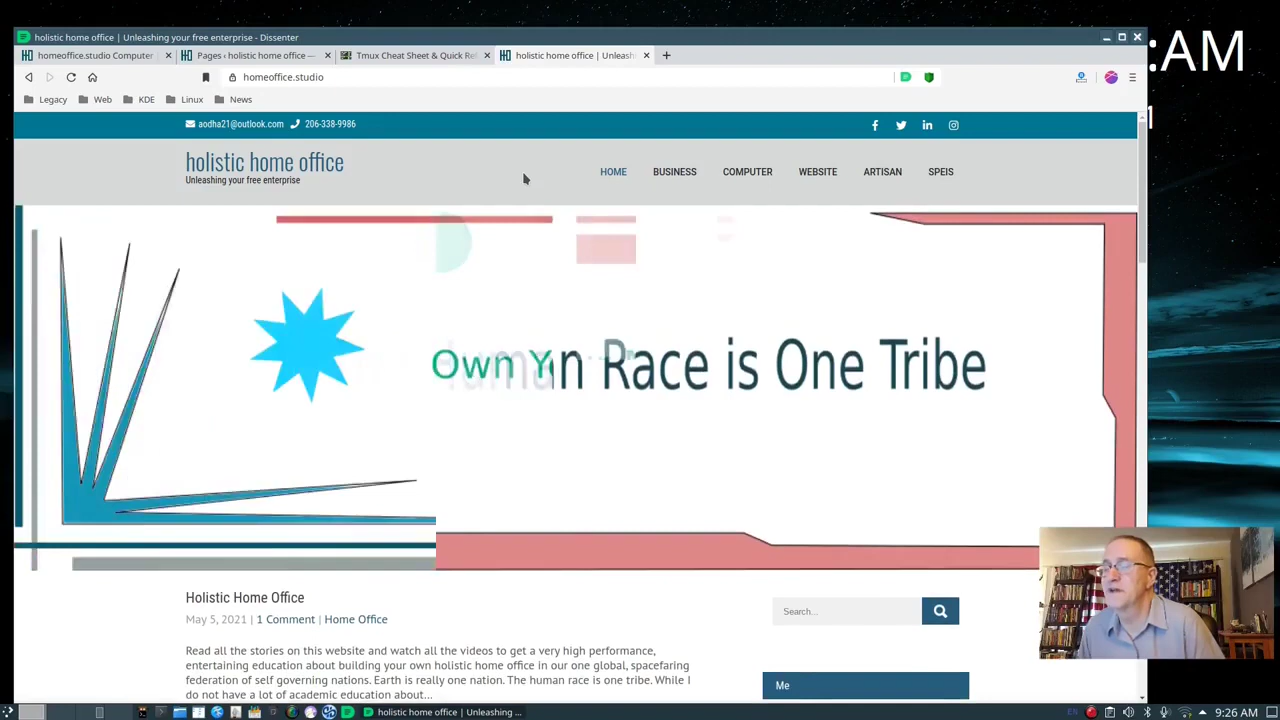 :AM
holistic home office | Unleashing your free enterprise - Dissenter
homeoffice.studio Computer
Pages ‹ holistic home office —
Tmux Cheat Sheet & Quick Re
holistic home office | Unleash
homeoffice.studio
Legacy
Web
KDE
Linux
News
aodha21@outlook.com 206-338-9986
holistic home office
Unleashing your free enterprise
HOME BUSINESS COMPUTER WEBSITE ARTISAN SPEIS
Own Y
an Race is One Tribe
Holistic Home Office
May 5, 2021 | 1 Comment | Home Office
Search...
Read all the stories on this website and watch all the videos to get a very high performance,
entertaining education about building your own holistic home office in our one global, spacefaring
federation of self governing nations. Earth is really one nation. The human race is one tribe. While I
do not have a lot of academic education about...
Me
holistic home office | Unleashing ...
EN
9:26 AM